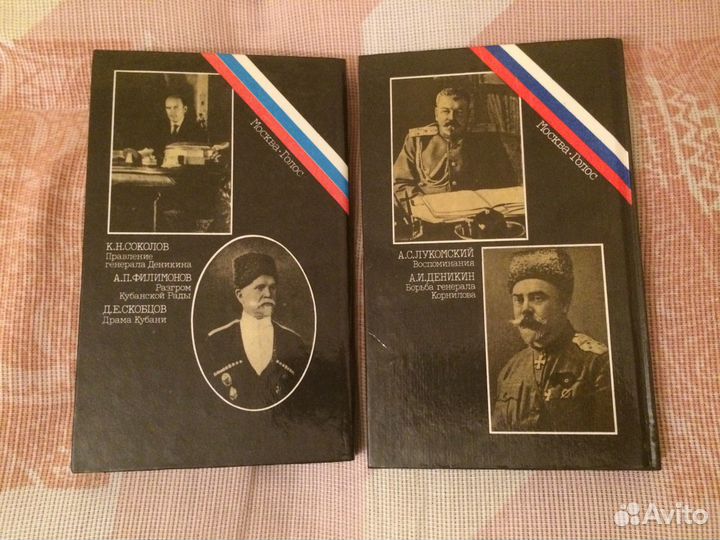 Москва·Голос
К.Н.СОКОЛОВ
Правление
генерала Деникина
А.П.ФИЛИМОНОВ
Разгром
Кубанской Рады
Д.Е.СКОБЦОВ
Драма Кубани
Москва·Голос
А.С.ЛУКОМСКИЙ
Воспоминания
А.И.ДЕНИКИН
Борьба генерала
Корнилова
Avito